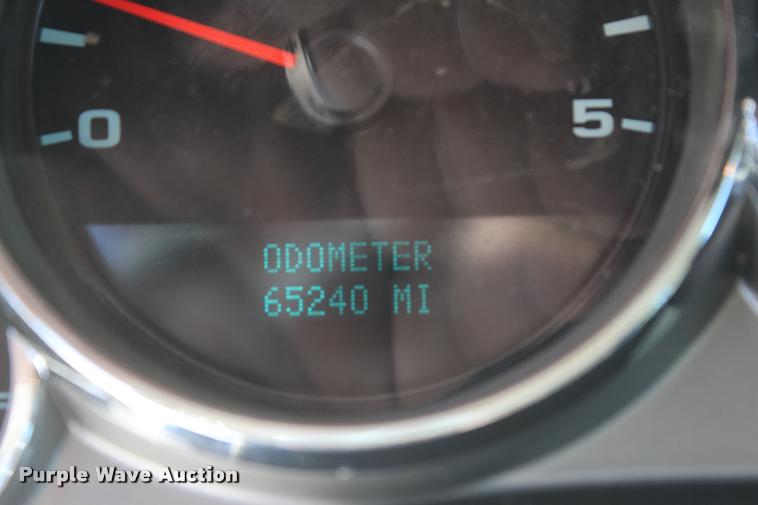 0 5
ODOMETER
65240 MI
Purple Wave Auction